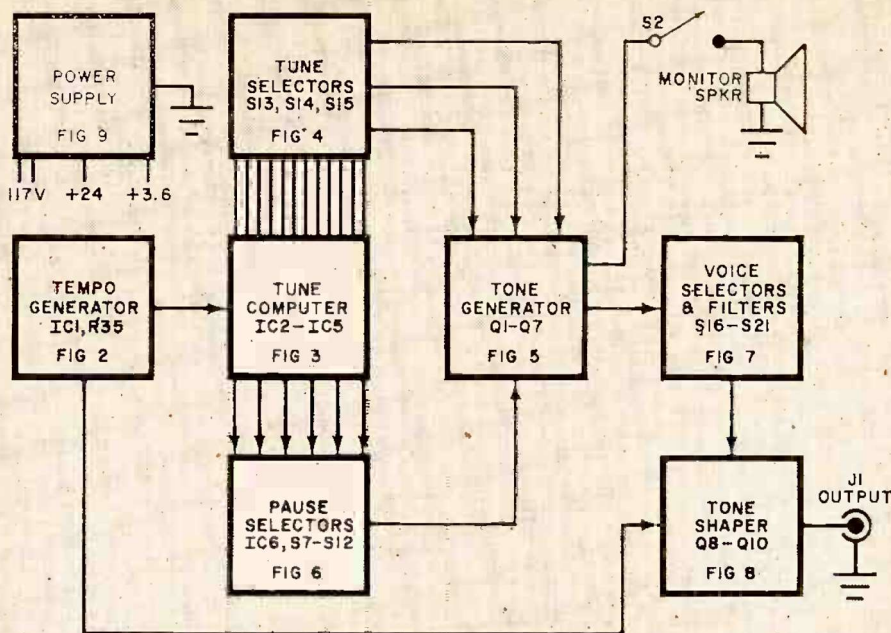 POWER
SUPPLY
FIG 9
117V +24 +3.6
TUNE
SELECTORS
S13, S14, S15
FIG 4
S2
MONITOR
SPKR
TEMPO
GENERATOR
IC1, R35
FIG 2
TUNE
COMPUTER
IC2-IC5
FIG 3
TONE
GENERATOR
Q1-Q7
FIG 5
VOICE
SELECTORS
& FILTERS
S16-S21
FIG 7
PAUSE
SELECTORS
IC6, S7-S12
FIG 6
TONE
SHAPER
Q8-Q10
FIG 8
J1
OUTPUT